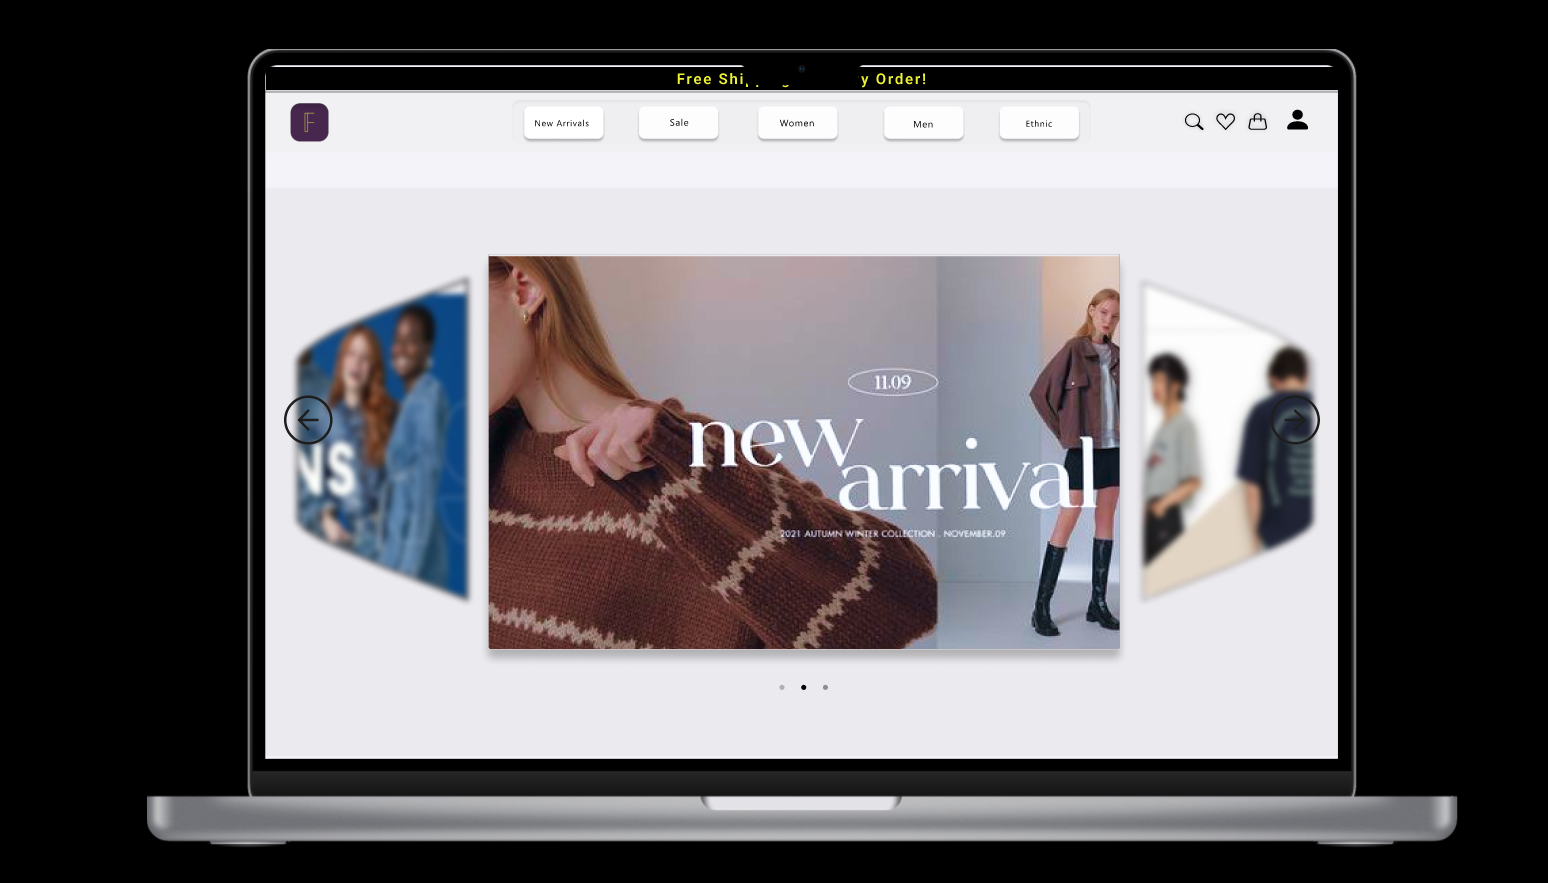 Free Shi y Order!
F
New Arrivals
Sale
Women
Men
Ethnic
11.09
new
arrival
NS
2021 AUTUMN WINTER COLLECTION . NOVEMBER.09